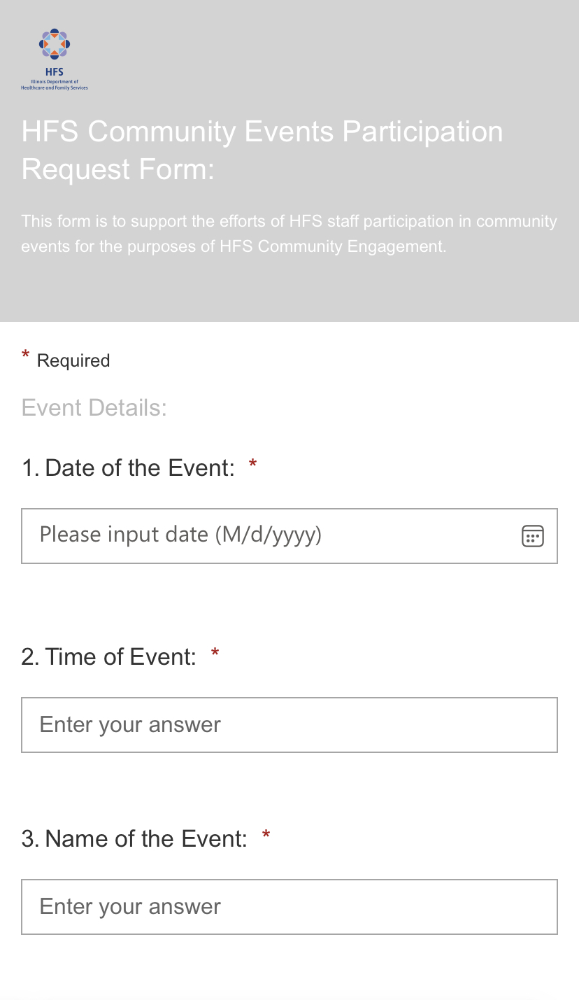 HFS
Illinois Department of
Healthcare and Family Services
HFS Community Events Participation
Request Form:
This form is to support the efforts of HFS staff participation in community
events for the purposes of HFS Community Engagement.
* Required
Event Details:
1. Date of the Event: *
Please input date (M/d/yyyy)
2. Time of Event: *
Enter your answer
3. Name of the Event: *
Enter your answer